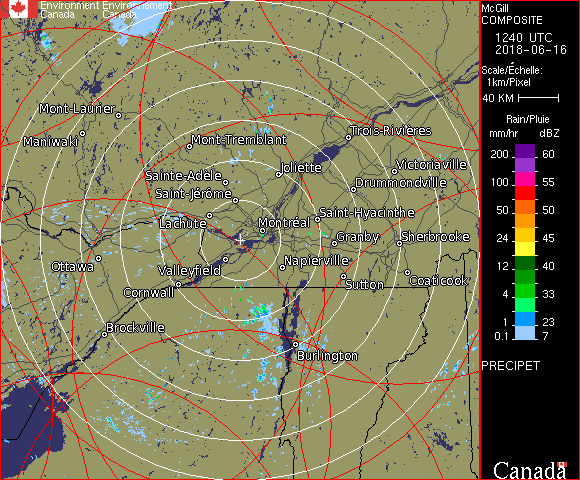 Environment Environnement
Canada Canada
Mont-Laurier
Maniwaki
Mont-Tremblant
Trois-Rivières
Sainte-Adèle
Joliette
Victoriaville
Saint-Jérôme
Drummondville
Lachute
Saint-Hyacinthe
Montréal
Granby
Sherbrooke
Ottawa
Valleyfield
Napierville
Cornwall
Sutton
Coaticook
Brockville
Burlington
McGill
COMPOSITE
1240 UTC
2018-06-16
Scale/Échelle:
1km/Pixel
40 KM
Rain/Pluie
mm/hr dBZ
200 60
55
100 55
50 50
24 45
12 40
4 33
1 23
0.1 7
PRECIPET
Canada